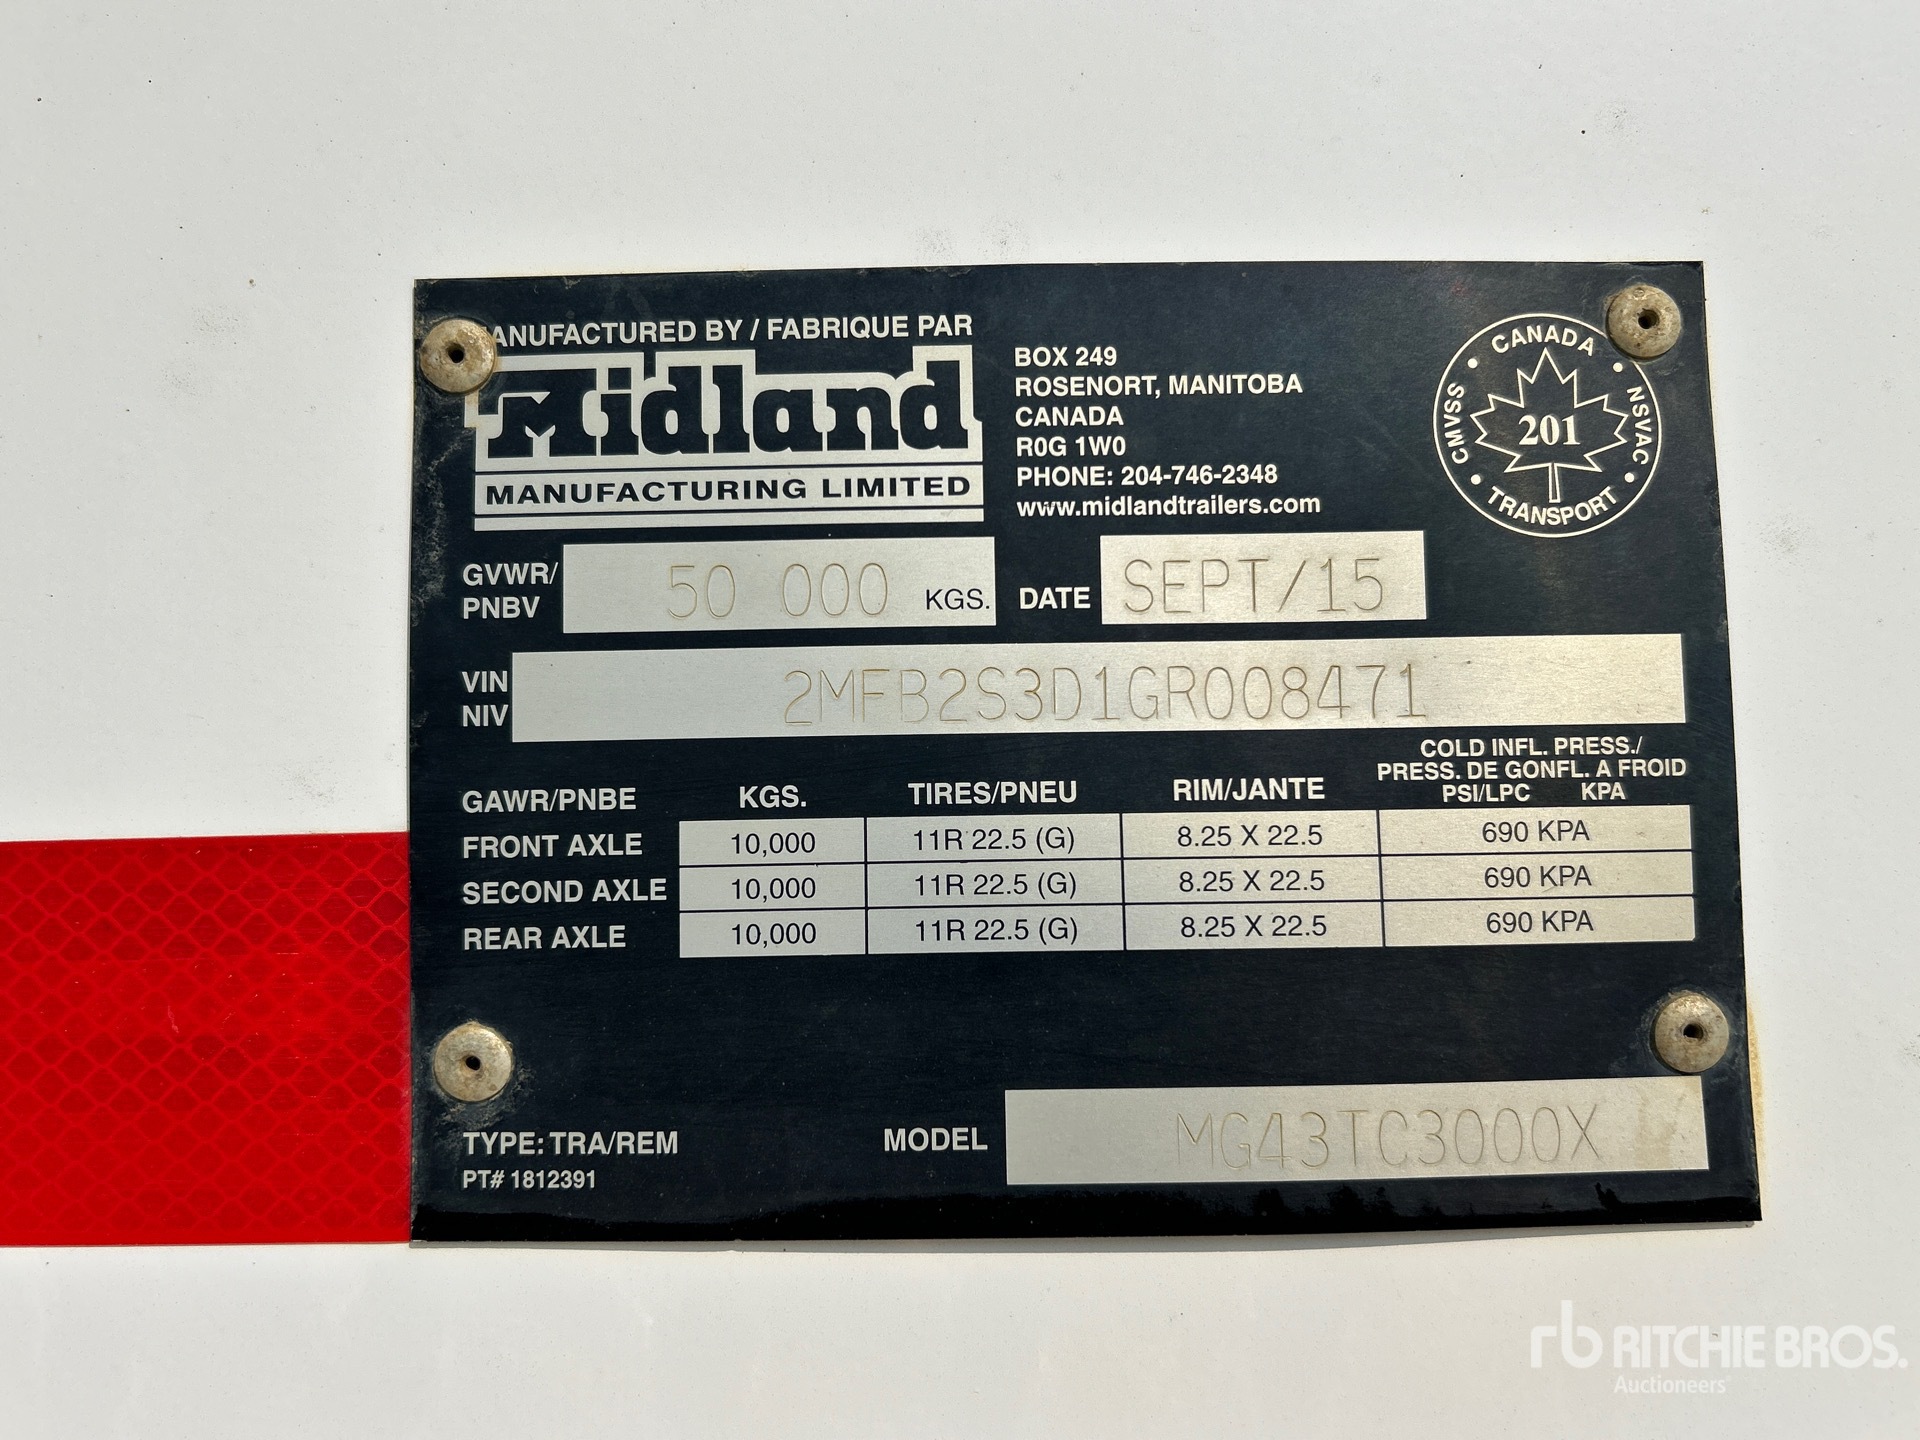 MANUFACTURED BY / FABRIQUE PAR
Midland
MANUFACTURING LIMITED
BOX 249
ROSENORT, MANITOBA
CANADA
R0G 1W0
PHONE: 204-746-2348
www.midlandtrailers.com
CANADA
CMVSS
201
NSVAC
TRANSPORT
GVWR/ PNBV 50 000 KGS. DATE SEPT/15
VIN NIV 2MFB2S3D1GR008471
COLD INFL. PRESS./
PRESS. DE GONFL. A FROID
GAWR/PNBE KGS. TIRES/PNEU RIM/JANTE PSI/LPC KPA
FRONT AXLE 10,000 11R 22.5 (G) 8.25 X 22.5 690 KPA
SECOND AXLE 10,000 11R 22.5 (G) 8.25 X 22.5 690 KPA
REAR AXLE 10,000 11R 22.5 (G) 8.25 X 22.5 690 KPA
TYPE: TRA/REM MODEL MG43TC3000X
PT# 1812391
rb RITCHIE BROS.
Auctioneers